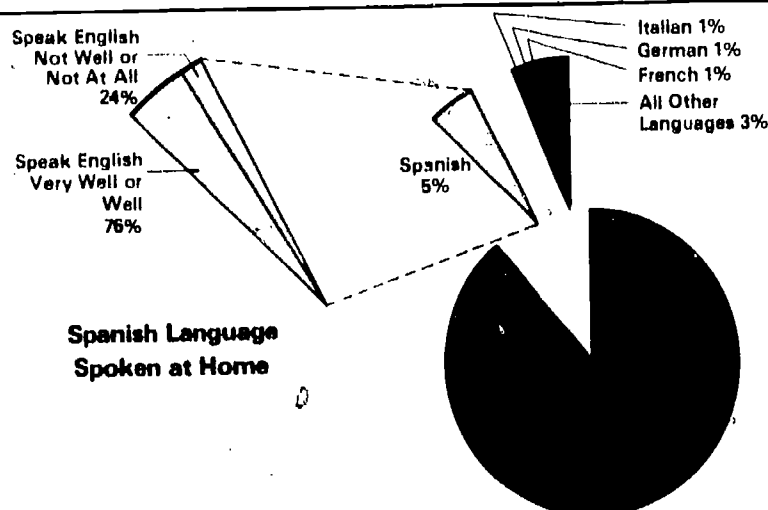 Speak English
Not Well or
Not At All
24%
Speak English
Very Well or
Well
76%
Spanish
5%
Italian 1%
German 1%
French 1%
All Other
Languages 3%
Spanish Language
Spoken at Home